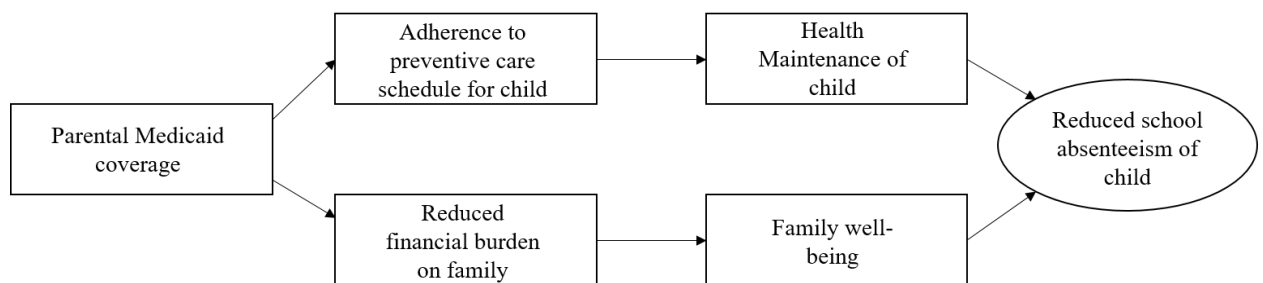 Parental Medicaid
coverage
Adherence to
preventive care
schedule for child
Health
Maintenance of
child
Reduced
financial burden
on family
Family well-
being
Reduced school
absenteeism of
child